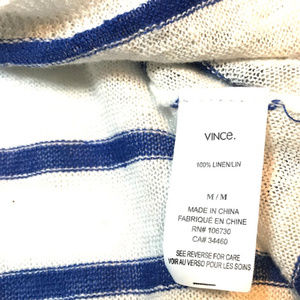 VINCE.
100% LINEN/LIN
M / M
MADE IN CHINA
FABRIQUÉ EN CHINE
RN# 106730
CA# 34460
SEE REVERSE FOR CARE
VOIR AU VERSO POUR LES SOINS